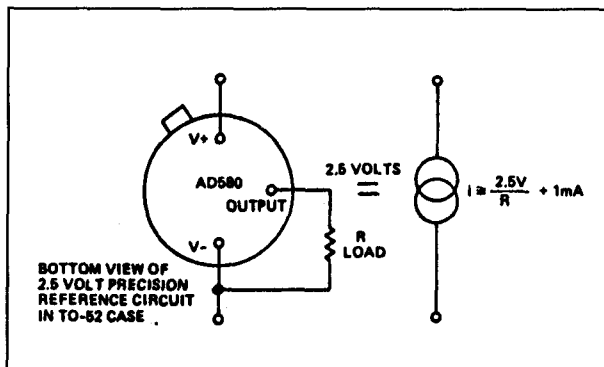 V+
AD580
OUTPUT
V-
2.5 VOLTS
=
R
LOAD
i ≅ 2.5V/R + 1mA
BOTTOM VIEW OF
2.5 VOLT PRECISION
REFERENCE CIRCUIT
IN TO-52 CASE